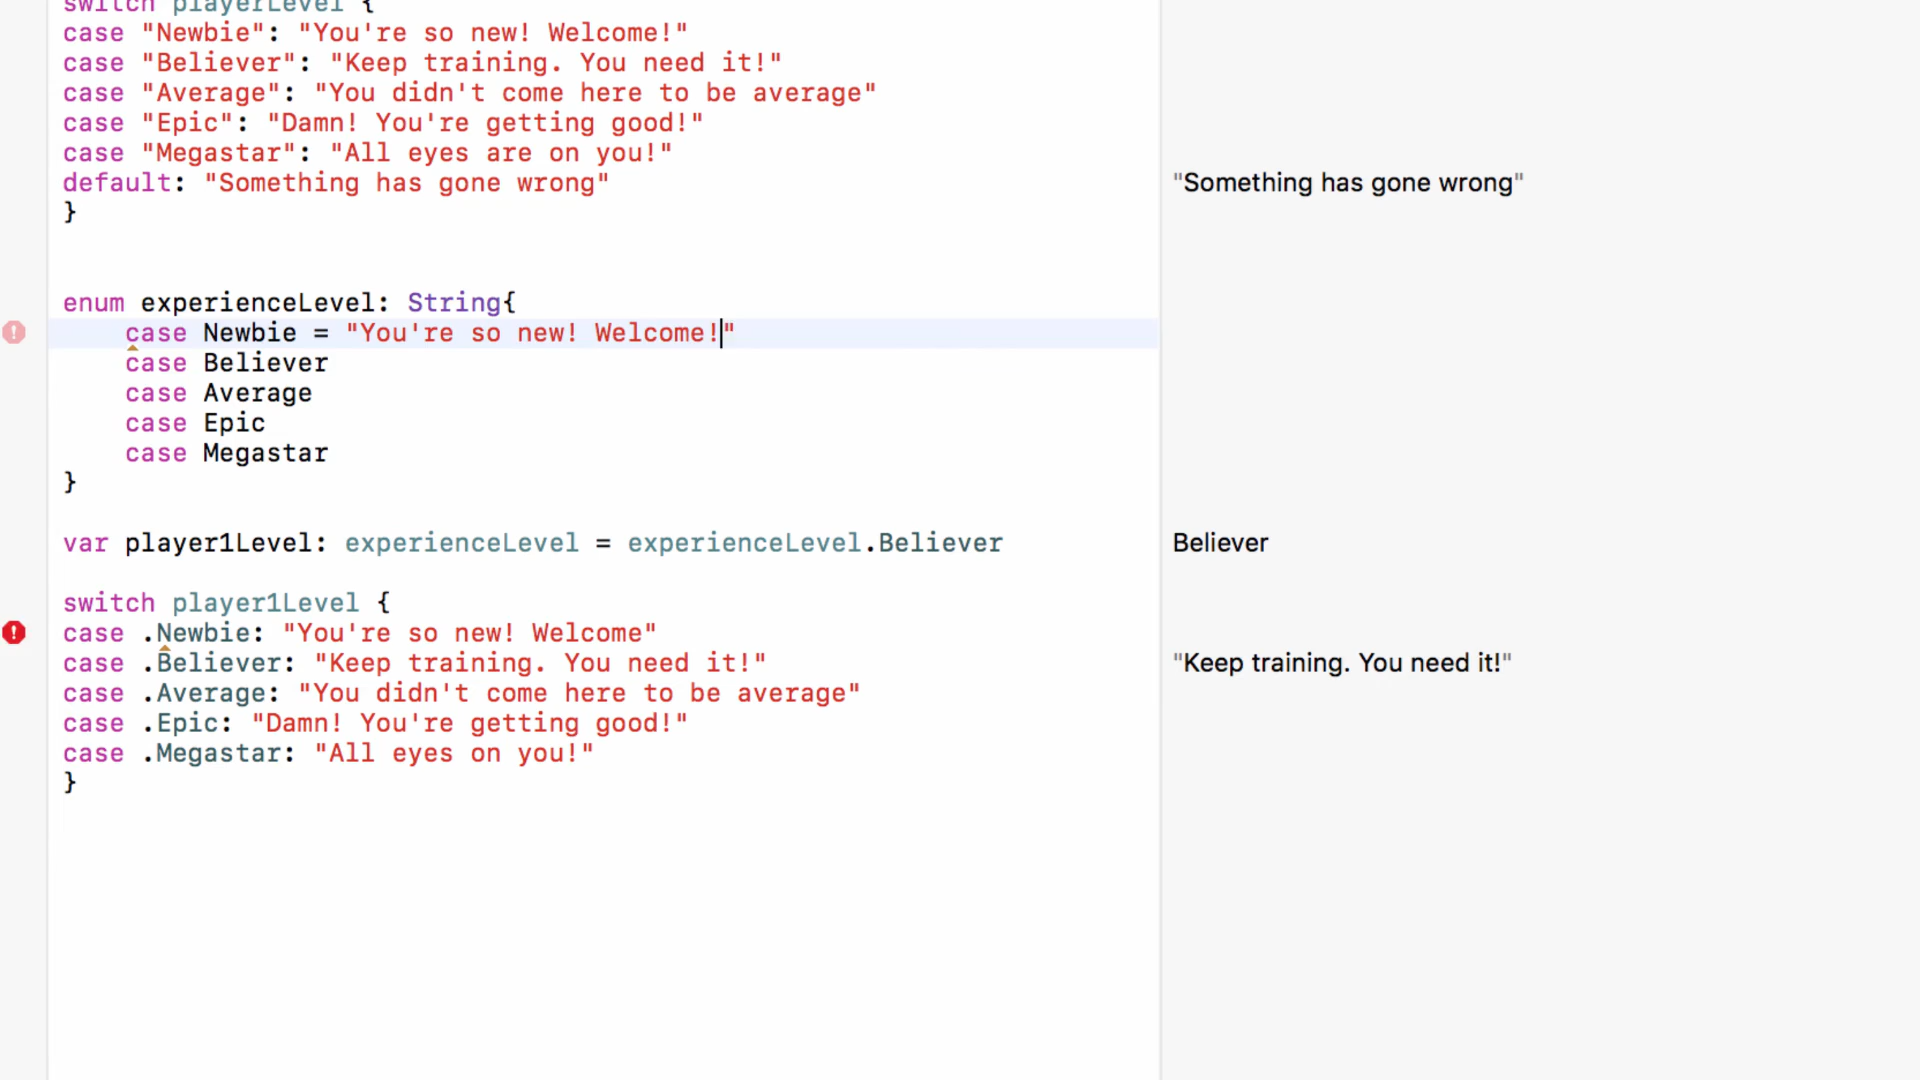 switch playerLevel {
case "Newbie": "You're so new! Welcome!"
case "Believer": "Keep training. You need it!"
case "Average": "You didn't come here to be average"
case "Epic": "Damn! You're getting good!"
case "Megastar": "All eyes are on you!"
default: "Something has gone wrong"
"Something has gone wrong"
}
enum experienceLevel: String{
case Newbie = "You're so new! Welcome!"
case Believer
case Average
case Epic
case Megastar
}
var player1Level: experienceLevel = experienceLevel.Believer
Believer
switch player1Level {
case .Newbie: "You're so new! Welcome"
case .Believer: "Keep training. You need it!"
"Keep training. You need it!"
case .Average: "You didn't come here to be average"
case .Epic: "Damn! You're getting good!"
case .Megastar: "All eyes on you!"
}